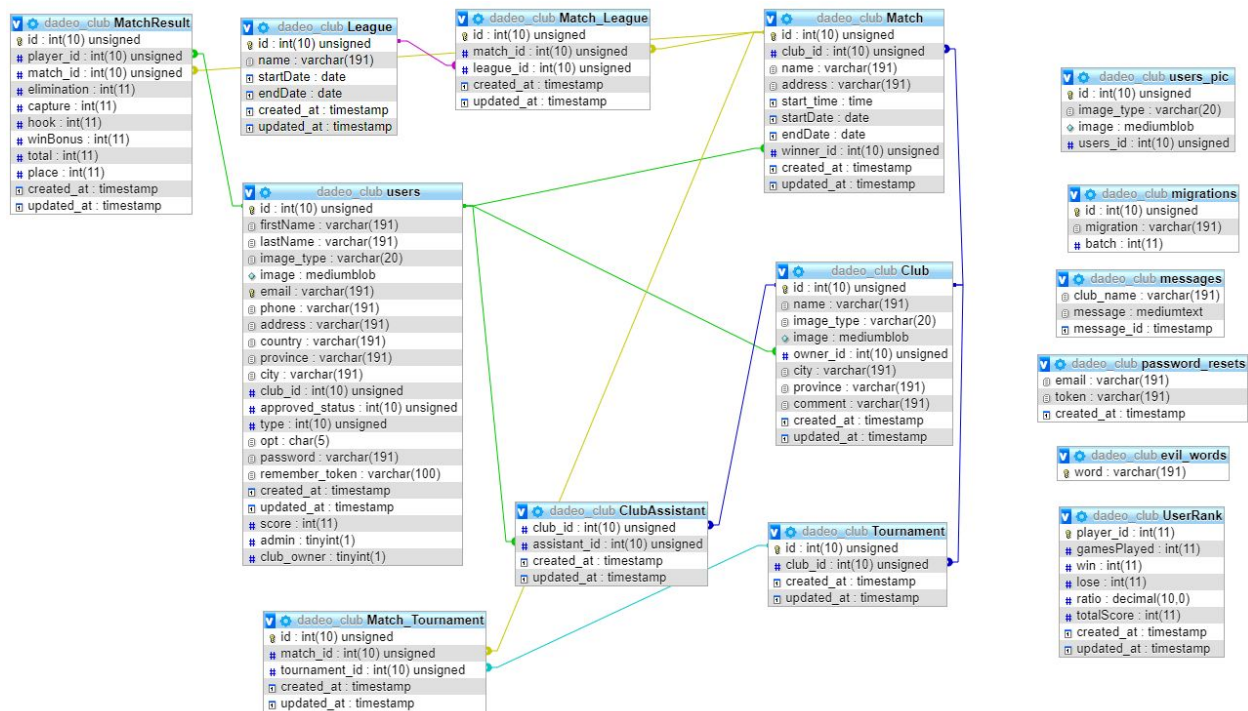 dadeo_club MatchResult
id : int(10) unsigned
player_id : int(10) unsigned
match_id : int(10) unsigned
elimination : int(11)
capture : int(11)
hook : int(11)
winBonus : int(11)
total : int(11)
place : int(11)
created_at : timestamp
updated_at : timestamp
dadeo_club League
id : int(10) unsigned
name : varchar(191)
startDate : date
endDate : date
created_at : timestamp
updated_at : timestamp
dadeo_club Match_League
id : int(10) unsigned
match_id : int(10) unsigned
league_id : int(10) unsigned
created_at : timestamp
updated_at : timestamp
dadeo_club Match
id : int(10) unsigned
club_id : int(10) unsigned
name : varchar(191)
address : varchar(191)
start_time : time
startDate : date
endDate : date
winner_id : int(10) unsigned
created_at : timestamp
updated_at : timestamp
dadeo_club users_pic
id : int(10) unsigned
image_type : varchar(20)
image : mediumblob
users_id : int(10) unsigned
dadeo_club users
id : int(10) unsigned
firstName : varchar(191)
lastName : varchar(191)
image_type : varchar(20)
image : mediumblob
email : varchar(191)
phone : varchar(191)
address : varchar(191)
country : varchar(191)
province : varchar(191)
city : varchar(191)
club_id : int(10) unsigned
approved_status : int(10) unsigned
type : int(10) unsigned
opt : char(5)
password : varchar(191)
remember_token : varchar(100)
created_at : timestamp
updated_at : timestamp
score : int(11)
admin : tinyint(1)
club_owner : tinyint(1)
dadeo_club migrations
id : int(10) unsigned
migration : varchar(191)
batch : int(11)
dadeo_club Club
id : int(10) unsigned
name : varchar(191)
image_type : varchar(20)
image : mediumblob
owner_id : int(10) unsigned
city : varchar(191)
province : varchar(191)
comment : varchar(191)
created_at : timestamp
updated_at : timestamp
dadeo_club messages
club_name : varchar(191)
message : mediumtext
message_id : timestamp
dadeo_club password_resets
email : varchar(191)
token : varchar(191)
created_at : timestamp
dadeo_club evil_words
word : varchar(191)
dadeo_club ClubAssistant
club_id : int(10) unsigned
assistant_id : int(10) unsigned
created_at : timestamp
updated_at : timestamp
dadeo_club Tournament
id : int(10) unsigned
club_id : int(10) unsigned
created_at : timestamp
updated_at : timestamp
dadeo_club UserRank
player_id : int(11)
gamesPlayed : int(11)
win : int(11)
lose : int(11)
ratio : decimal(10,0)
totalScore : int(11)
created_at : timestamp
updated_at : timestamp
dadeo_club Match_Tournament
id : int(10) unsigned
match_id : int(10) unsigned
tournament_id : int(10) unsigned
created_at : timestamp
updated_at : timestamp